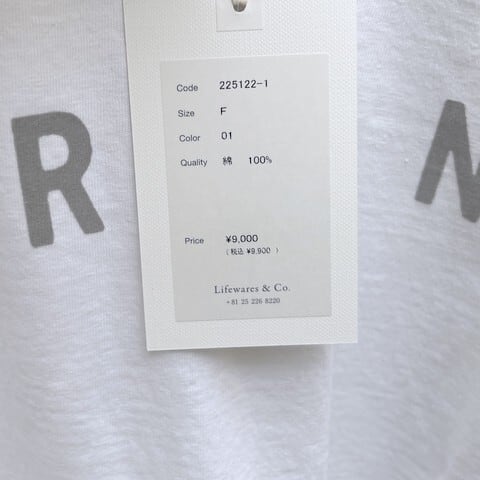 Code 225122-1
Size F
Color 01
Quality 綿 100%
R N
Price ¥9,000
(税込 ¥9,900 )
Lifewares & Co.
+81 25 226 8220